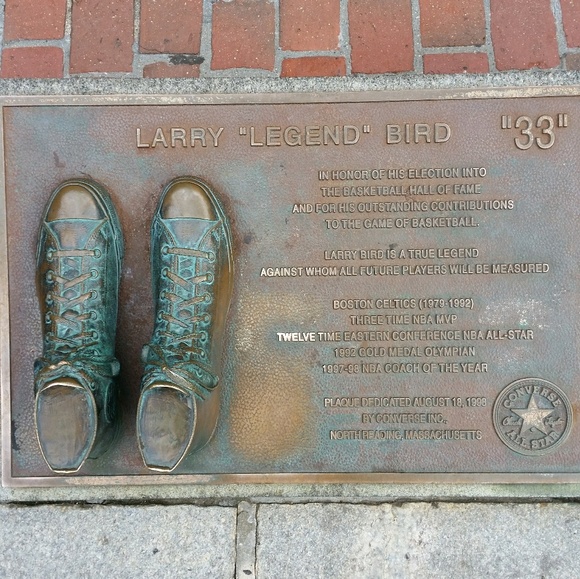 LARRY "LEGEND" BIRD "33"
IN HONOR OF HIS ELECTION INTO
THE BASKETBALL HALL OF FAME
AND FOR HIS OUTSTANDING CONTRIBUTIONS
TO THE GAME OF BASKETBALL.
LARRY BIRD IS A TRUE LEGEND
AGAINST WHOM ALL FUTURE PLAYERS WILL BE MEASURED
BOSTON CELTICS (1979-1992)
THREE TIME NBA MVP
TWELVE TIME EASTERN CONFERENCE NBA ALL-STAR
1992 GOLD MEDAL OLYMPIAN
1997-98 NBA COACH OF THE YEAR
PLAQUE DEDICATED AUGUST 18, 1998
BY CONVERSE INC.
NORTH READING, MASSACHUSETTS
CONVERSE
ALL STAR